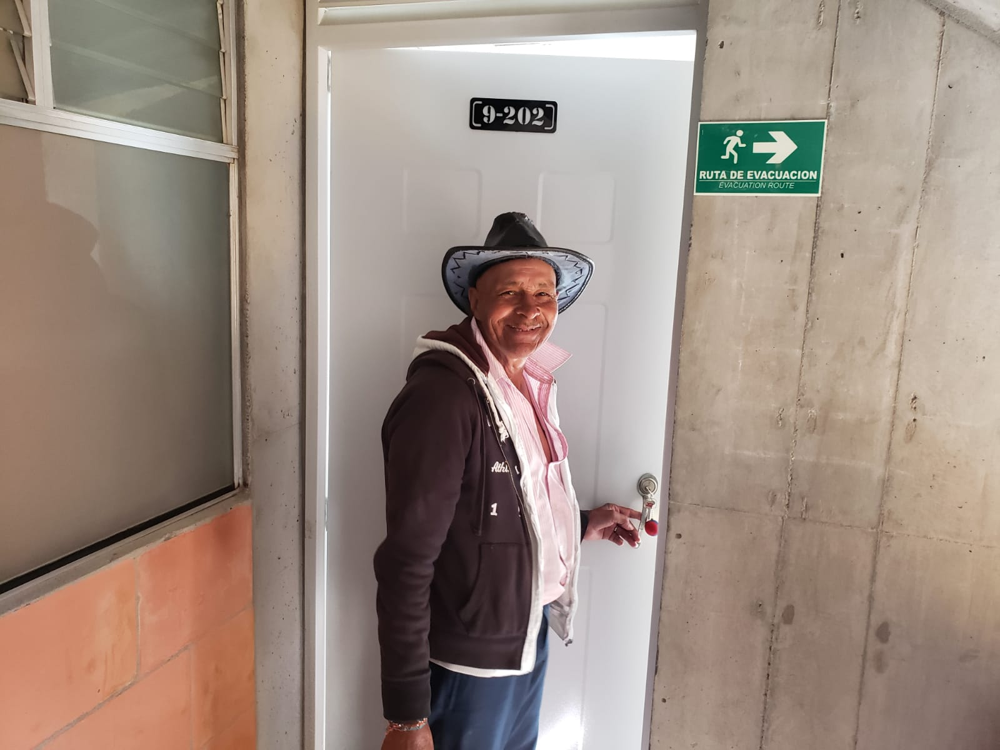 [9-202]
RUTA DE EVACUACION
EVACUATION ROUTE
1